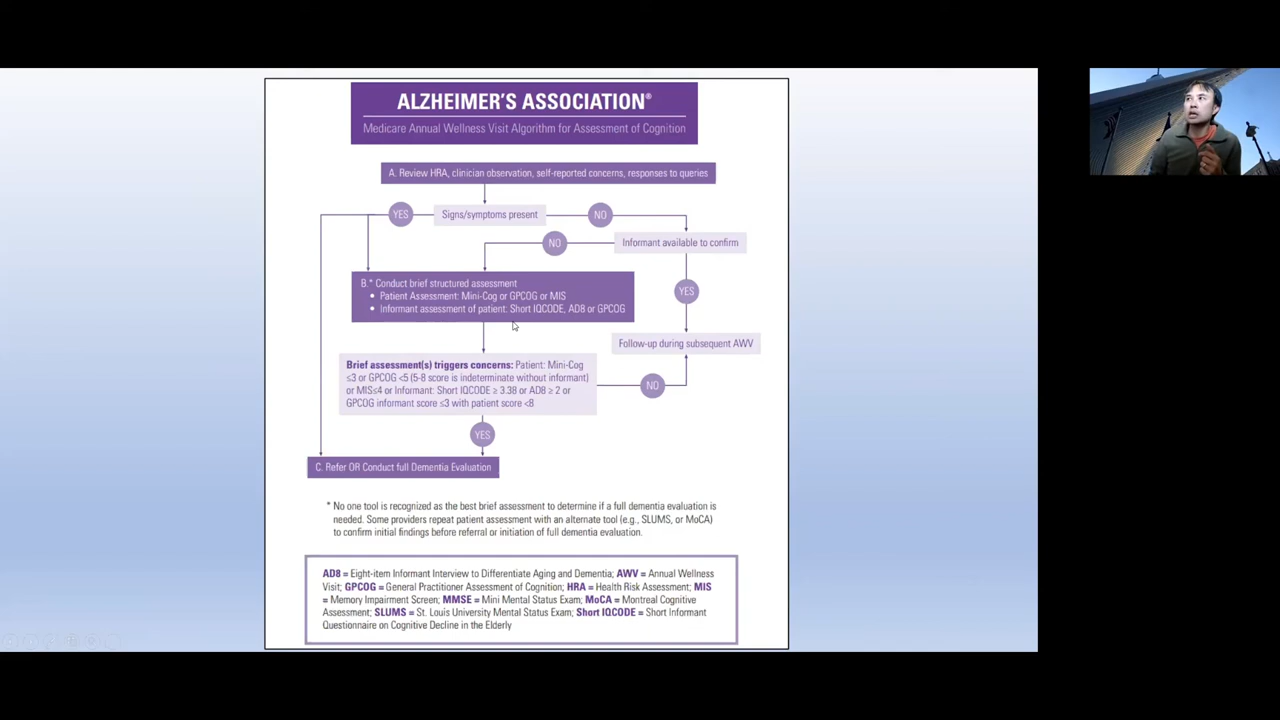 ALZHEIMER'S ASSOCIATION®
Medicare Annual Wellness Visit Algorithm for Assessment of Cognition
A. Review HRA, clinician observation, self-reported concerns, responses to queries
YES
Signs/symptoms present
NO
NO
Informant available to confirm
B.* Conduct brief structured assessment
• Patient Assessment: Mini-Cog or GPCOG or MIS
• Informant assessment of patient: Short IQCODE, AD8 or GPCOG
YES
Follow-up during subsequent AWV
Brief assessment(s) triggers concerns: Patient: Mini-Cog
≤3 or GPCOG <5 (5-8 score is indeterminate without informant)
or MIS≤4 or Informant: Short IQCODE ≥ 3.38 or AD8 ≥ 2 or
GPCOG informant score ≤3 with patient score <8
NO
YES
C. Refer OR Conduct full Dementia Evaluation
* No one tool is recognized as the best brief assessment to determine if a full dementia evaluation is
needed. Some providers repeat patient assessment with an alternate tool (e.g., SLUMS, or MoCA)
to confirm initial findings before referral or initiation of full dementia evaluation.
AD8 = Eight-item Informant Interview to Differentiate Aging and Dementia; AWV = Annual Wellness
Visit; GPCOG = General Practitioner Assessment of Cognition; HRA = Health Risk Assessment; MIS
= Memory Impairment Screen; MMSE = Mini Mental Status Exam; MoCA = Montreal Cognitive
Assessment; SLUMS = St. Louis University Mental Status Exam; Short IQCODE = Short Informant
Questionnaire on Cognitive Decline in the Elderly